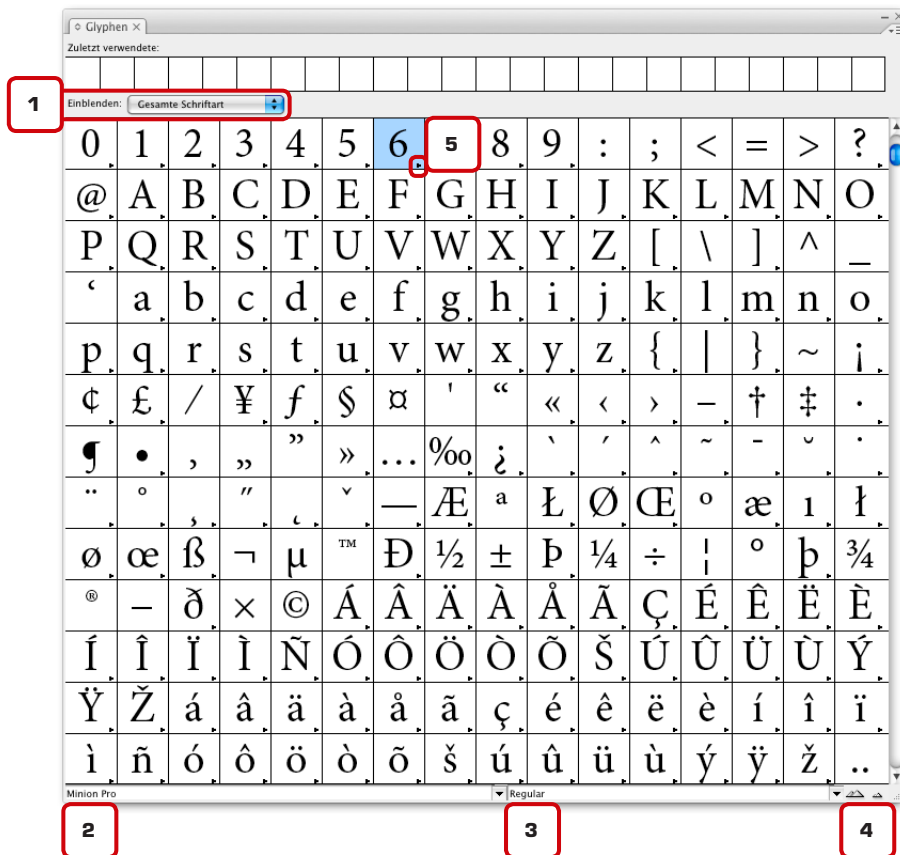 Glyphen
Zuletzt verwendete:
1 Einblenden: Gesamte Schriftart
0 1 2 3 4 5 6 5 8 9 : ; < = > ?
@ A B C D E F G H I J K L M N O
P Q R S T U V W X Y Z [ \ ] ^ _
‘ a b c d e f g h i j k l m n o
p q r s t u v w x y z { | } ~ ¡
¢ £ ⁄ ¥ ƒ § ¤ ' “ « ‹ › – † ‡ ·
¶ • ‚ „ ” » … ‰ ¿ ` ´ ˆ ˜ ¯ ˘ ˙
¨ ˚ ¸ ˝ ˛ ˇ — Æ ª Ł Ø Œ º æ ı ł
ø œ ß ¬ µ ™ Ð ½ ± Þ ¼ ÷ ¦ ° þ ¾
® − ð × © Á Â Ä À Å Ã Ç É Ê Ë È
Í Î Ï Ì Ñ Ó Ô Ö Ò Õ Š Ú Û Ü Ù Ý
Ÿ Ž á â ä à å ã ç é ê ë è í î ï
ì ñ ó ô ö ò õ š ú û ü ù ý ÿ ž ‥
Minion Pro Regular
2 3 4